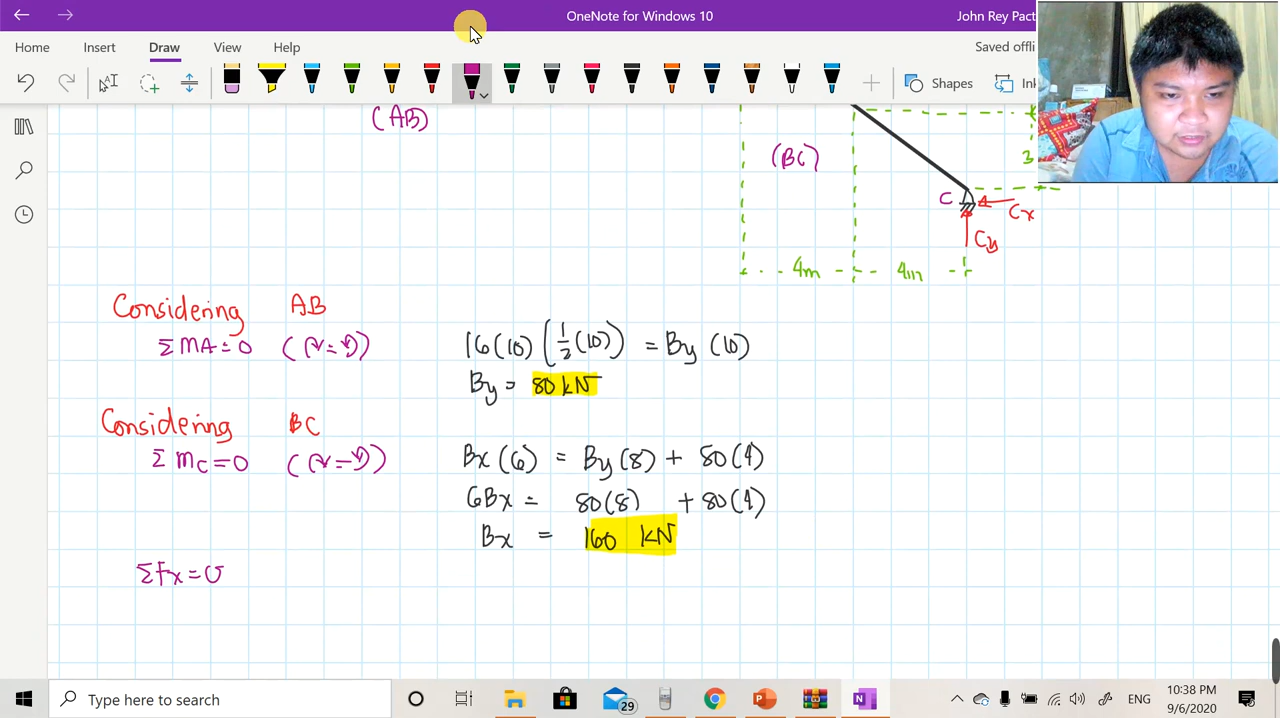 OneNote for Windows 10
John Rey Pact
Home
Insert
Draw
View
Help
Saved offli
Shapes
Ink
(AB)
(BC)
3
C
Cx
Cy
4m
4m
Considering AB
ΣMA=0
16(10)(1/2(10)) = By (10)
By = 80 kN
Considering BC
ΣMC=0
Bx(6) = By(8) + 80(4)
6Bx = 80(8) + 80(4)
Bx = 160 kN
ΣFx=0
Type here to search
29
ENG
10:38 PM
9/6/2020